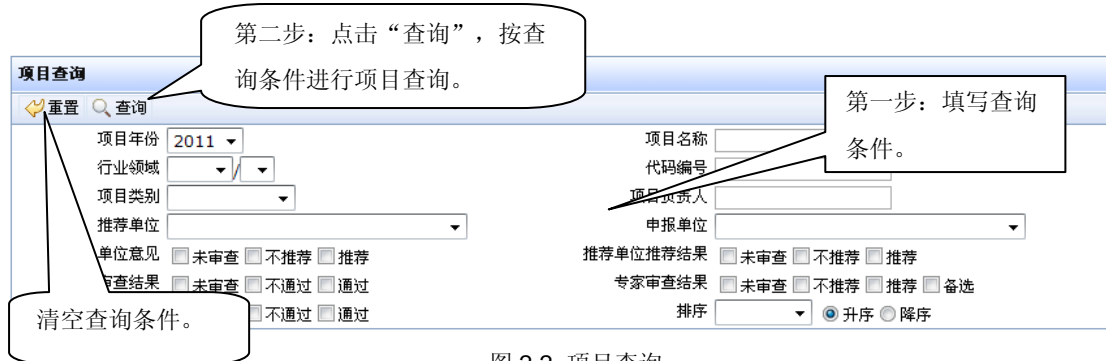 第二步：点击“查询”，按查
询条件进行项目查询。
项目查询
第一步：填写查询
条件。
重置 查询
项目年份 2011 项目名称
行业领域 / 代码编号
项目类别 项目负责人
推荐单位 申报单位
单位意见 未审查 不推荐 推荐 推荐单位推荐结果 未审查 不推荐 推荐
审查结果 未审查 不通过 通过 专家审查结果 未审查 不推荐 推荐 备选
不通过 通过 排序 升序 降序
清空查询条件。